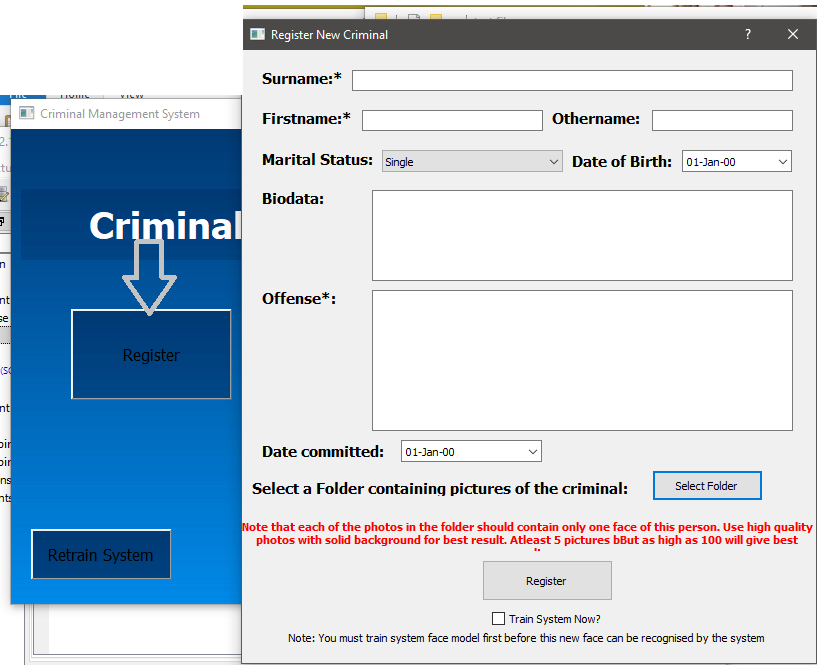 Register New Criminal
?
Surname:*
Firstname:*
Othername:
Marital Status:
Single
Date of Birth:
01-Jan-00
Biodata:
Offense*:
Date committed:
01-Jan-00
Select a Folder containing pictures of the criminal:
Select Folder
Note that each of the photos in the folder should contain only one face of this person. Use high quality
photos with solid background for best result. Atleast 5 pictures bBut as high as 100 will give best
Register
Train System Now?
Note: You must train system face model first before this new face can be recognised by the system
File
Home
View
Criminal Management System
Criminal
Register
Retrain System